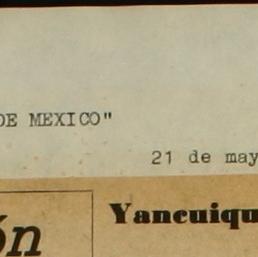 DE MEXICO"
21 de may
Yancuiqu
ón